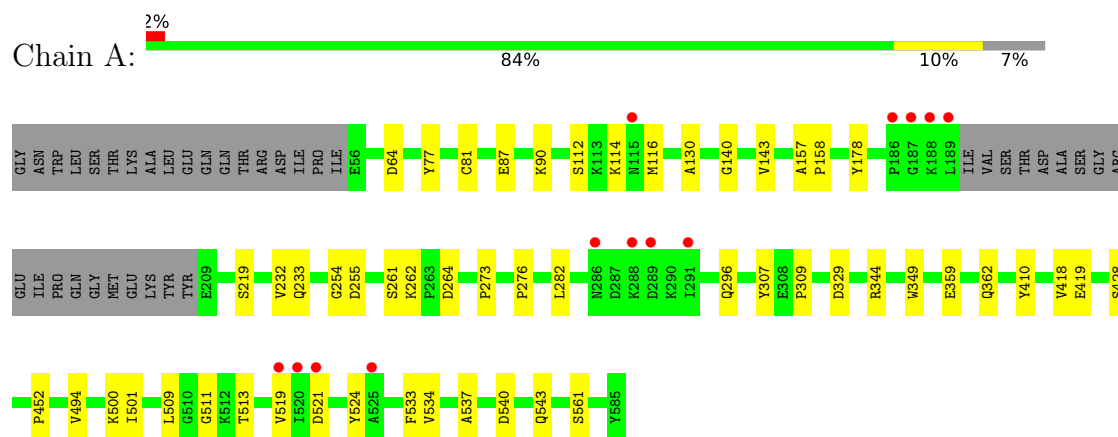 2%
Chain A:
84% 10% 7%
GLY ASN TRP LEU SER THR LYS ALA LEU GLU GLN GLN THR ARG ASP ILE PRO ILE E56 D64 Y77 C81 E87 K90 S112 K113 K114 N115 M116 A130 G140 V143 A157 P158 Y178 P186 G187 K188 L189 ILE VAL SER THR ASP ALA SER GLY ARG
GLU ILE PRO GLN GLY MET GLU LYS TYR TYR E209 S219 V232 Q233 G254 D255 S261 K262 P263 D264 P273 P276 L282 N286 D287 K288 D289 K290 I291 Q296 Y307 E308 P309 D329 R344 W349 E359 Q362 Y410 V418 E419 S428
P452 V494 K500 I501 L509 G510 G511 K512 T513 V519 I520 D521 Y524 A525 F533 V534 A537 D540 Q543 S561 Y585